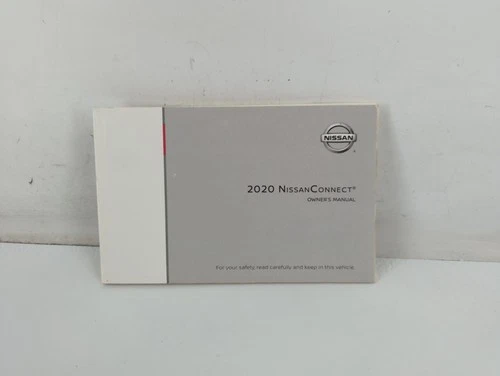 NISSAN
2020 NISSANCONNECT®
OWNER'S MANUAL
For your safety, read carefully and keep in this vehicle.